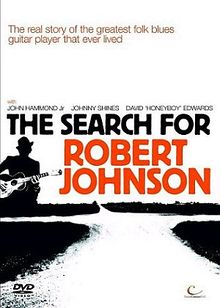 The real story of the greatest folk blues
guitar player that ever lived
with
JOHN HAMMOND Jr JOHNNY SHINES DAVID 'HONEYBOY' EDWARDS
THE SEARCH FOR
ROBERT
JOHNSON
DVD